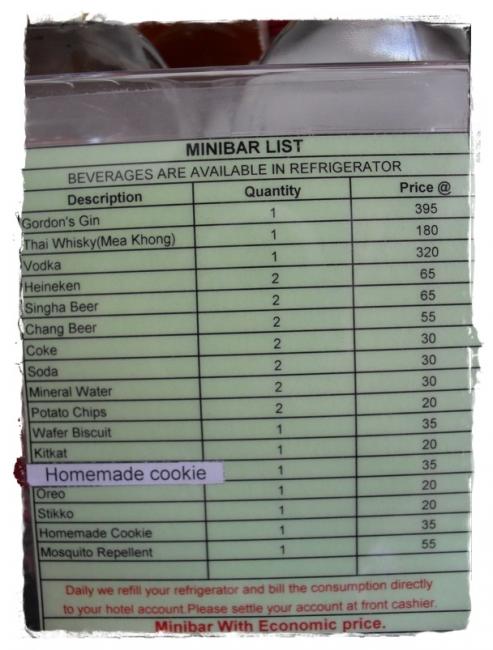 MINIBAR LIST
BEVERAGES ARE AVAILABLE IN REFRIGERATOR
Description Quantity Price @
Gordon's Gin 1 395
Thai Whisky(Mea Khong) 1 180
Vodka 1 320
Heineken 2 65
Singha Beer 2 65
Chang Beer 2 55
Coke 2 30
Soda 2 30
Mineral Water 2 30
Potato Chips 2 20
Wafer Biscuit 1 35
Kitkat 1 20
Homemade cookie 1 35
Oreo 1 20
Stikko 1 20
Homemade Cookie 1 35
Mosquito Repellent 1 55
Daily we refill your refrigerator and bill the consumption directly
to your hotel account.Please settle your account at front cashier.
Minibar With Economic price.